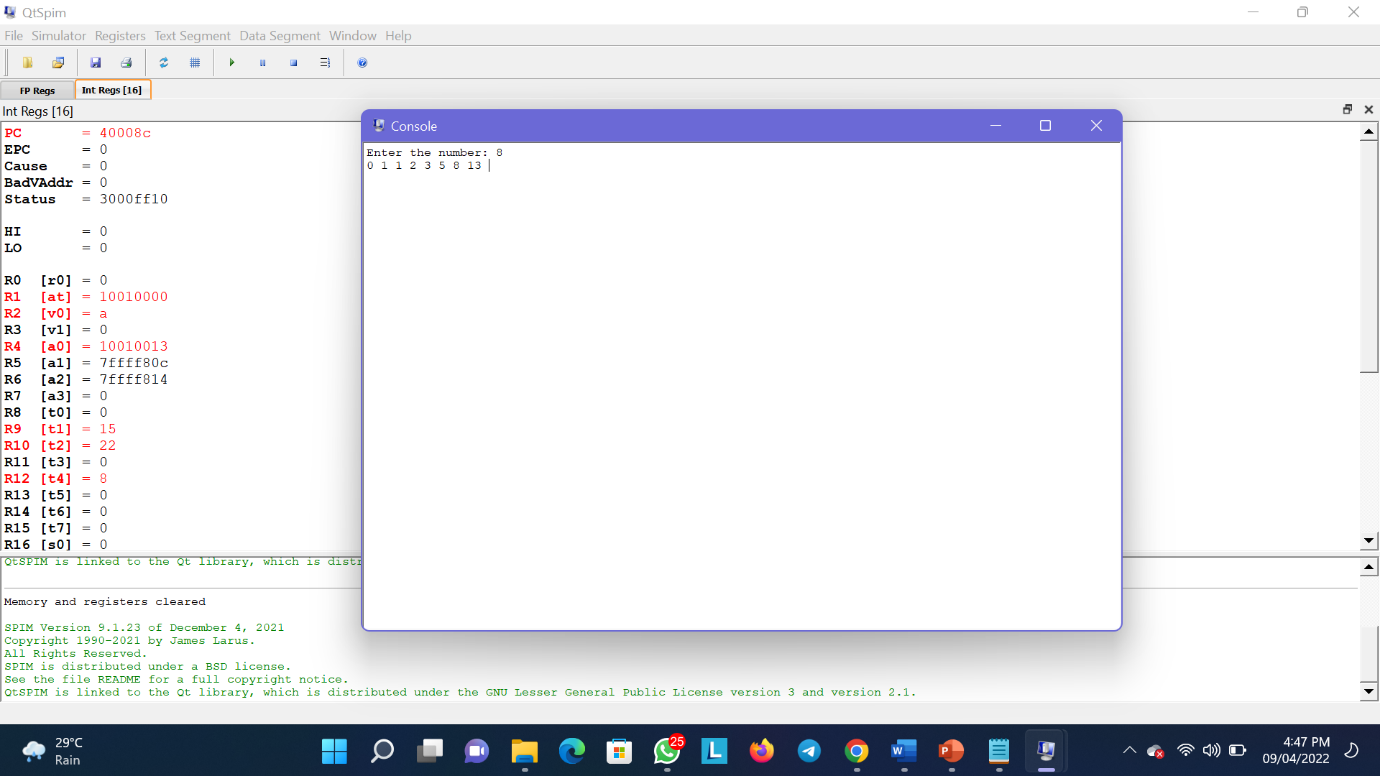 QtSpim
File Simulator Registers Text Segment Data Segment Window Help
FP Regs Int Regs [16]
Int Regs [16]
PC = 40008c
EPC = 0
Cause = 0
BadVAddr = 0
Status = 3000ff10
HI = 0
LO = 0
R0 [r0] = 0
R1 [at] = 10010000
R2 [v0] = a
R3 [v1] = 0
R4 [a0] = 10010013
R5 [a1] = 7ffff80c
R6 [a2] = 7ffff814
R7 [a3] = 0
R8 [t0] = 0
R9 [t1] = 15
R10 [t2] = 22
R11 [t3] = 0
R12 [t4] = 8
R13 [t5] = 0
R14 [t6] = 0
R15 [t7] = 0
R16 [s0] = 0
Console
Enter the number: 8
0 1 1 2 3 5 8 13
QtSPIM is linked to the Qt library, which is distr
Memory and registers cleared
SPIM Version 9.1.23 of December 4, 2021
Copyright 1990-2021 by James Larus.
All Rights Reserved.
SPIM is distributed under a BSD license.
See the file README for a full copyright notice.
QtSPIM is linked to the Qt library, which is distributed under the GNU Lesser General Public License version 3 and version 2.1.
29°C
Rain
25
L
W
P
4:47 PM
09/04/2022